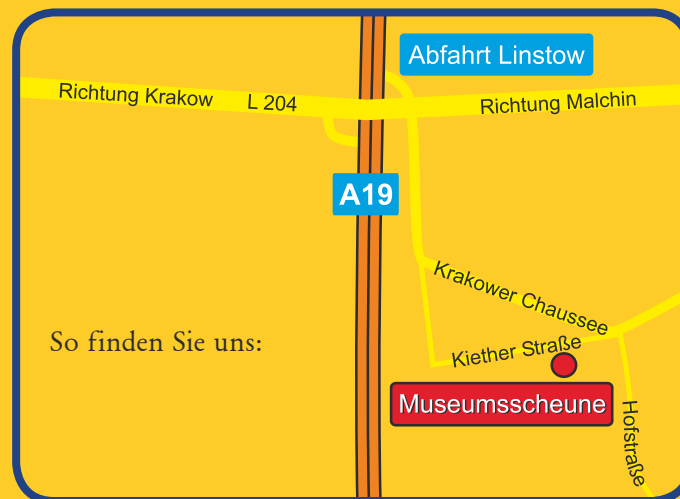 Abfahrt Linstow
Richtung Krakow L 204
Richtung Malchin
A19
Krakower Chaussee
So finden Sie uns:
Kiether Straße
Museumsscheune
Hofstraße